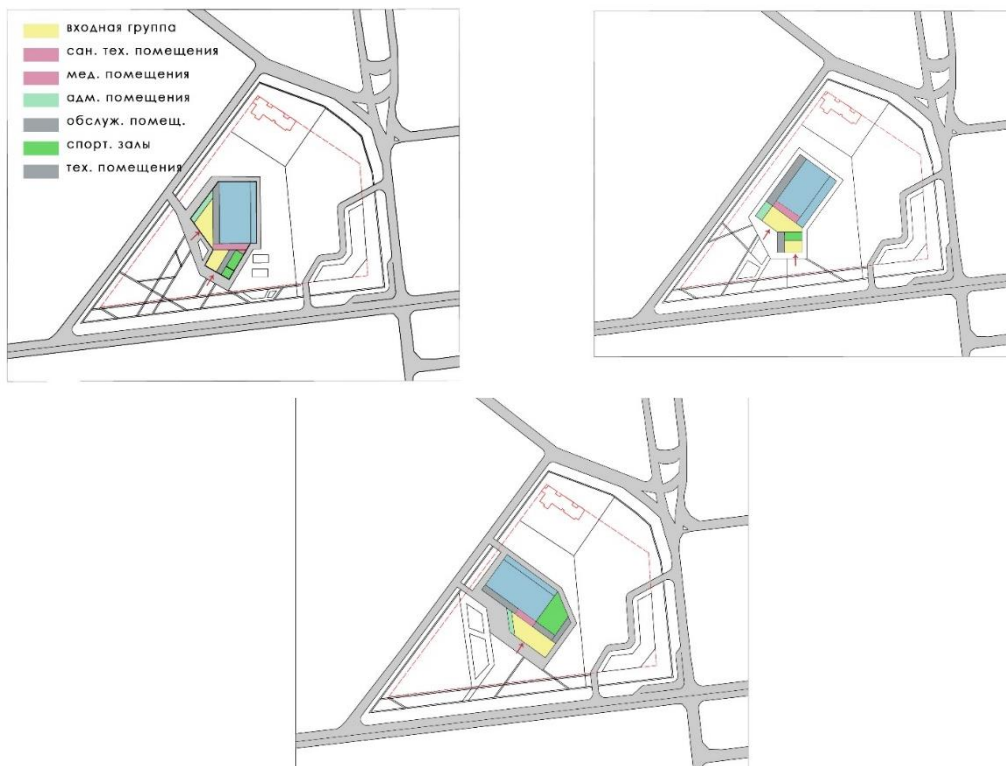 входная группа
сан. тех. помещения
мед. помещения
адм. помещения
обслуж. помещ.
спорт. залы
тех. помещения